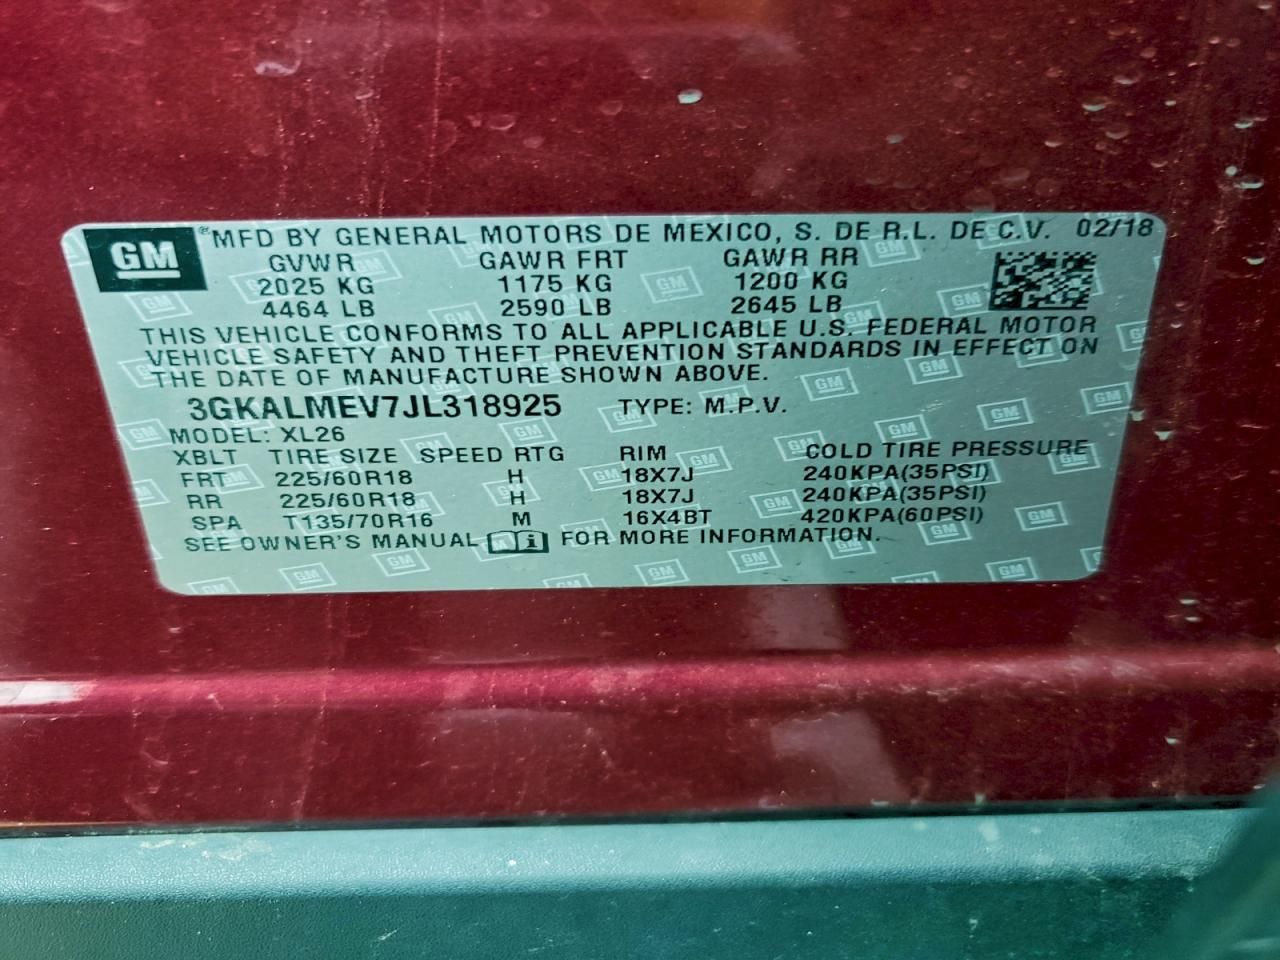 GM ®MFD BY GENERAL MOTORS DE MEXICO, S. DE R.L. DE C.V. 02/18
GVWR GAWR FRT GAWR RR
2025 KG 1175 KG 1200 KG
4464 LB 2590 LB 2645 LB
THIS VEHICLE CONFORMS TO ALL APPLICABLE U.S. FEDERAL MOTOR
VEHICLE SAFETY AND THEFT PREVENTION STANDARDS IN EFFECT ON
THE DATE OF MANUFACTURE SHOWN ABOVE.
3GKALMEV7JL318925 TYPE: M.P.V.
MODEL: XL26
XBLT TIRE SIZE SPEED RTG RIM COLD TIRE PRESSURE
FRT 225/60R18 H 18X7J 240KPA(35PSI)
RR 225/60R18 H 18X7J 240KPA(35PSI)
SPA T135/70R16 M 16X4BT 420KPA(60PSI)
SEE OWNER'S MANUAL FOR MORE INFORMATION.